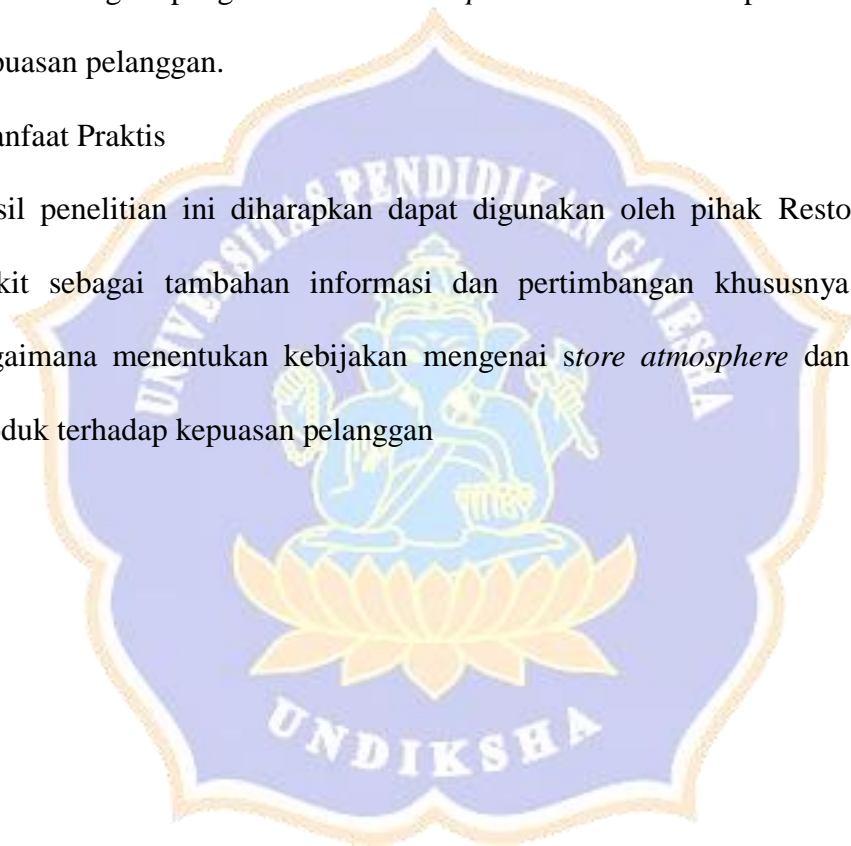 puasan pelanggan.
anfaat Praktis
sil penelitian ini diharapkan dapat digunakan oleh pihak Resto
kit sebagai tambahan informasi dan pertimbangan khususnya
gaimana menentukan kebijakan mengenai store atmosphere dan
oduk terhadap kepuasan pelanggan
UNIVERSITAS PENDIDIKAN GANESHA
UNDIKSHA